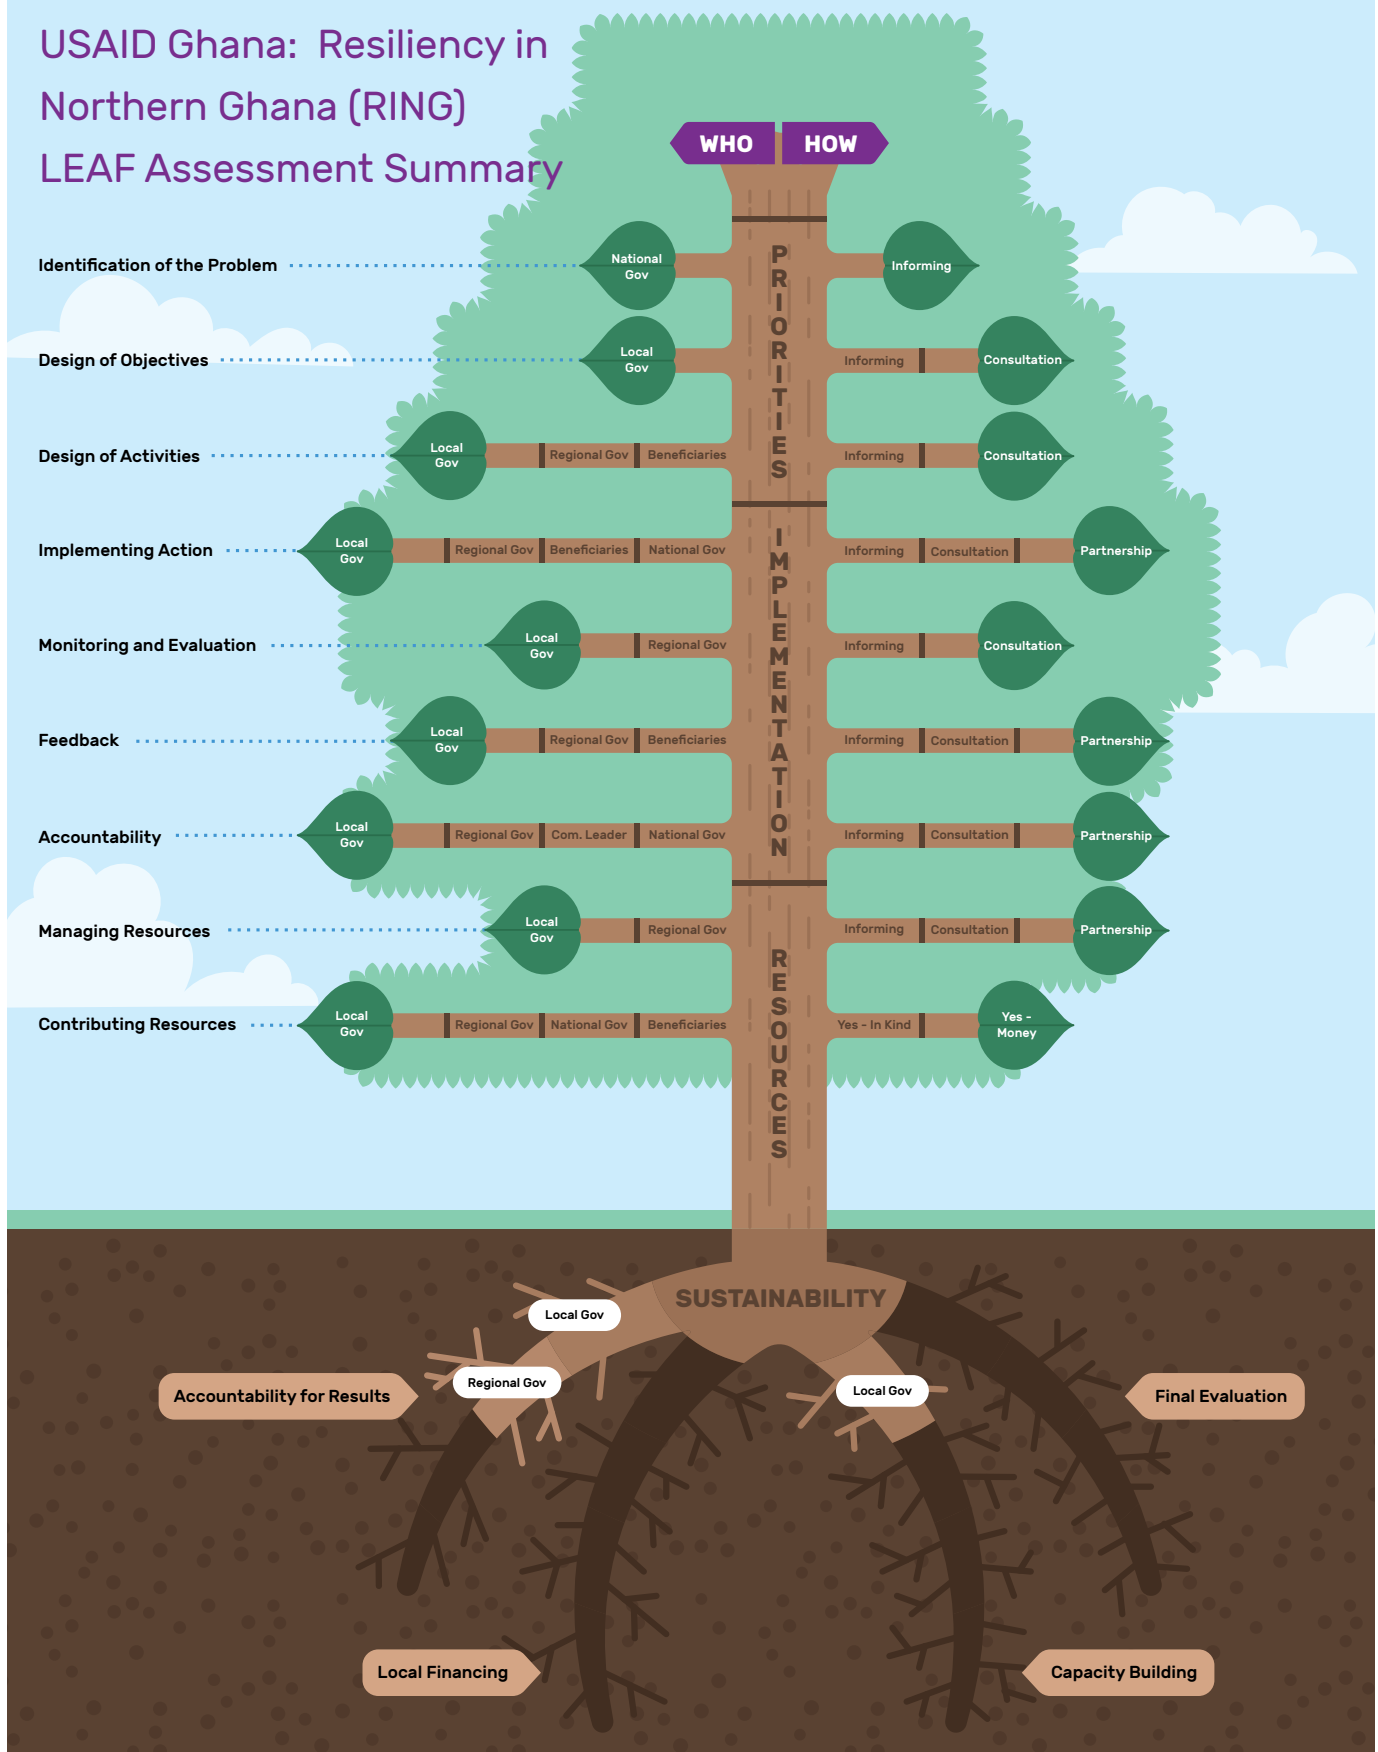 USAID Ghana:  Resiliency in
Northern Ghana (RING)
LEAF Assessment Summary
WHO HOW
PRIORITIES
Identification of the Problem National Gov Informing
Design of Objectives Local Gov Informing Consultation
Design of Activities Local Gov Regional Gov Beneficiaries Informing Consultation
IMPLEMENTATION
Implementing Action Local Gov Regional Gov Beneficiaries National Gov Informing Consultation Partnership
Monitoring and Evaluation Local Gov Regional Gov Informing Consultation
Feedback Local Gov Regional Gov Beneficiaries Informing Consultation Partnership
Accountability Local Gov Regional Gov Com. Leader National Gov Informing Consultation Partnership
RESOURCES
Managing Resources Local Gov Regional Gov Informing Consultation Partnership
Contributing Resources Local Gov Regional Gov National Gov Beneficiaries Yes - In Kind Yes - Money
SUSTAINABILITY
Local Gov
Regional Gov
Local Gov
Accountability for Results
Final Evaluation
Local Financing
Capacity Building